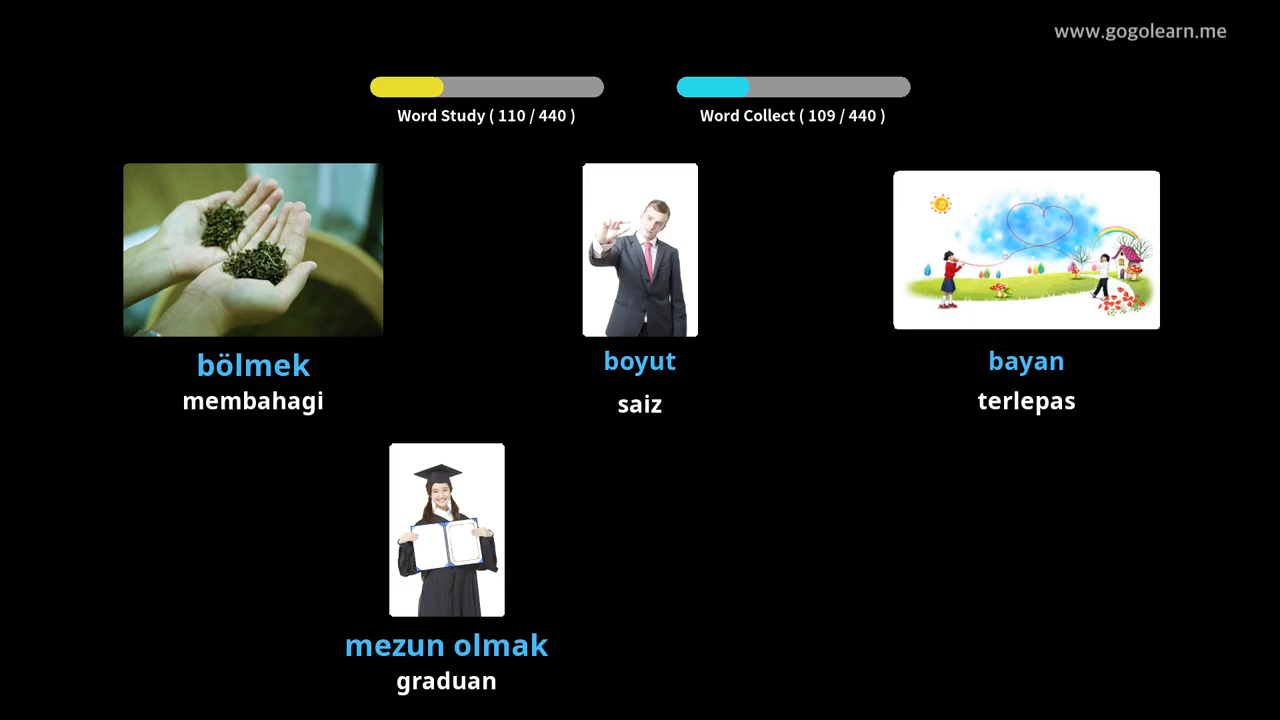 www.gogolearn.me
Word Study ( 110 / 440 )
Word Collect ( 109 / 440 )
bölmek
membahagi
boyut
saiz
bayan
terlepas
mezun olmak
graduan